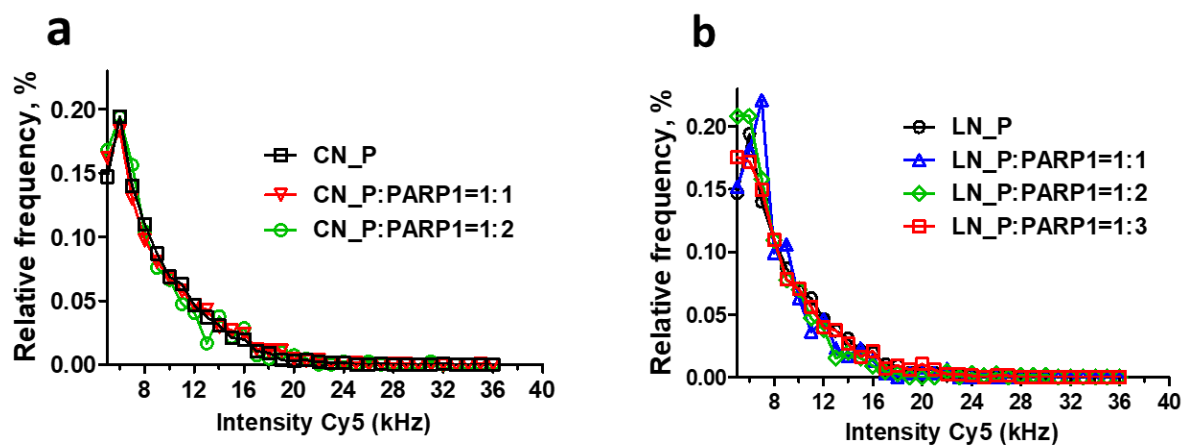 a
Relative frequency, %
0.20
0.15
0.10
0.05
0.00
8 12 16 20 24 28 32 36 40
Intensity Cy5 (kHz)
CN_P
CN_P:PARP1=1:1
CN_P:PARP1=1:2
b
Relative frequency, %
0.20
0.15
0.10
0.05
0.00
8 12 16 20 24 28 32 36 40
Intensity Cy5 (kHz)
LN_P
LN_P:PARP1=1:1
LN_P:PARP1=1:2
LN_P:PARP1=1:3